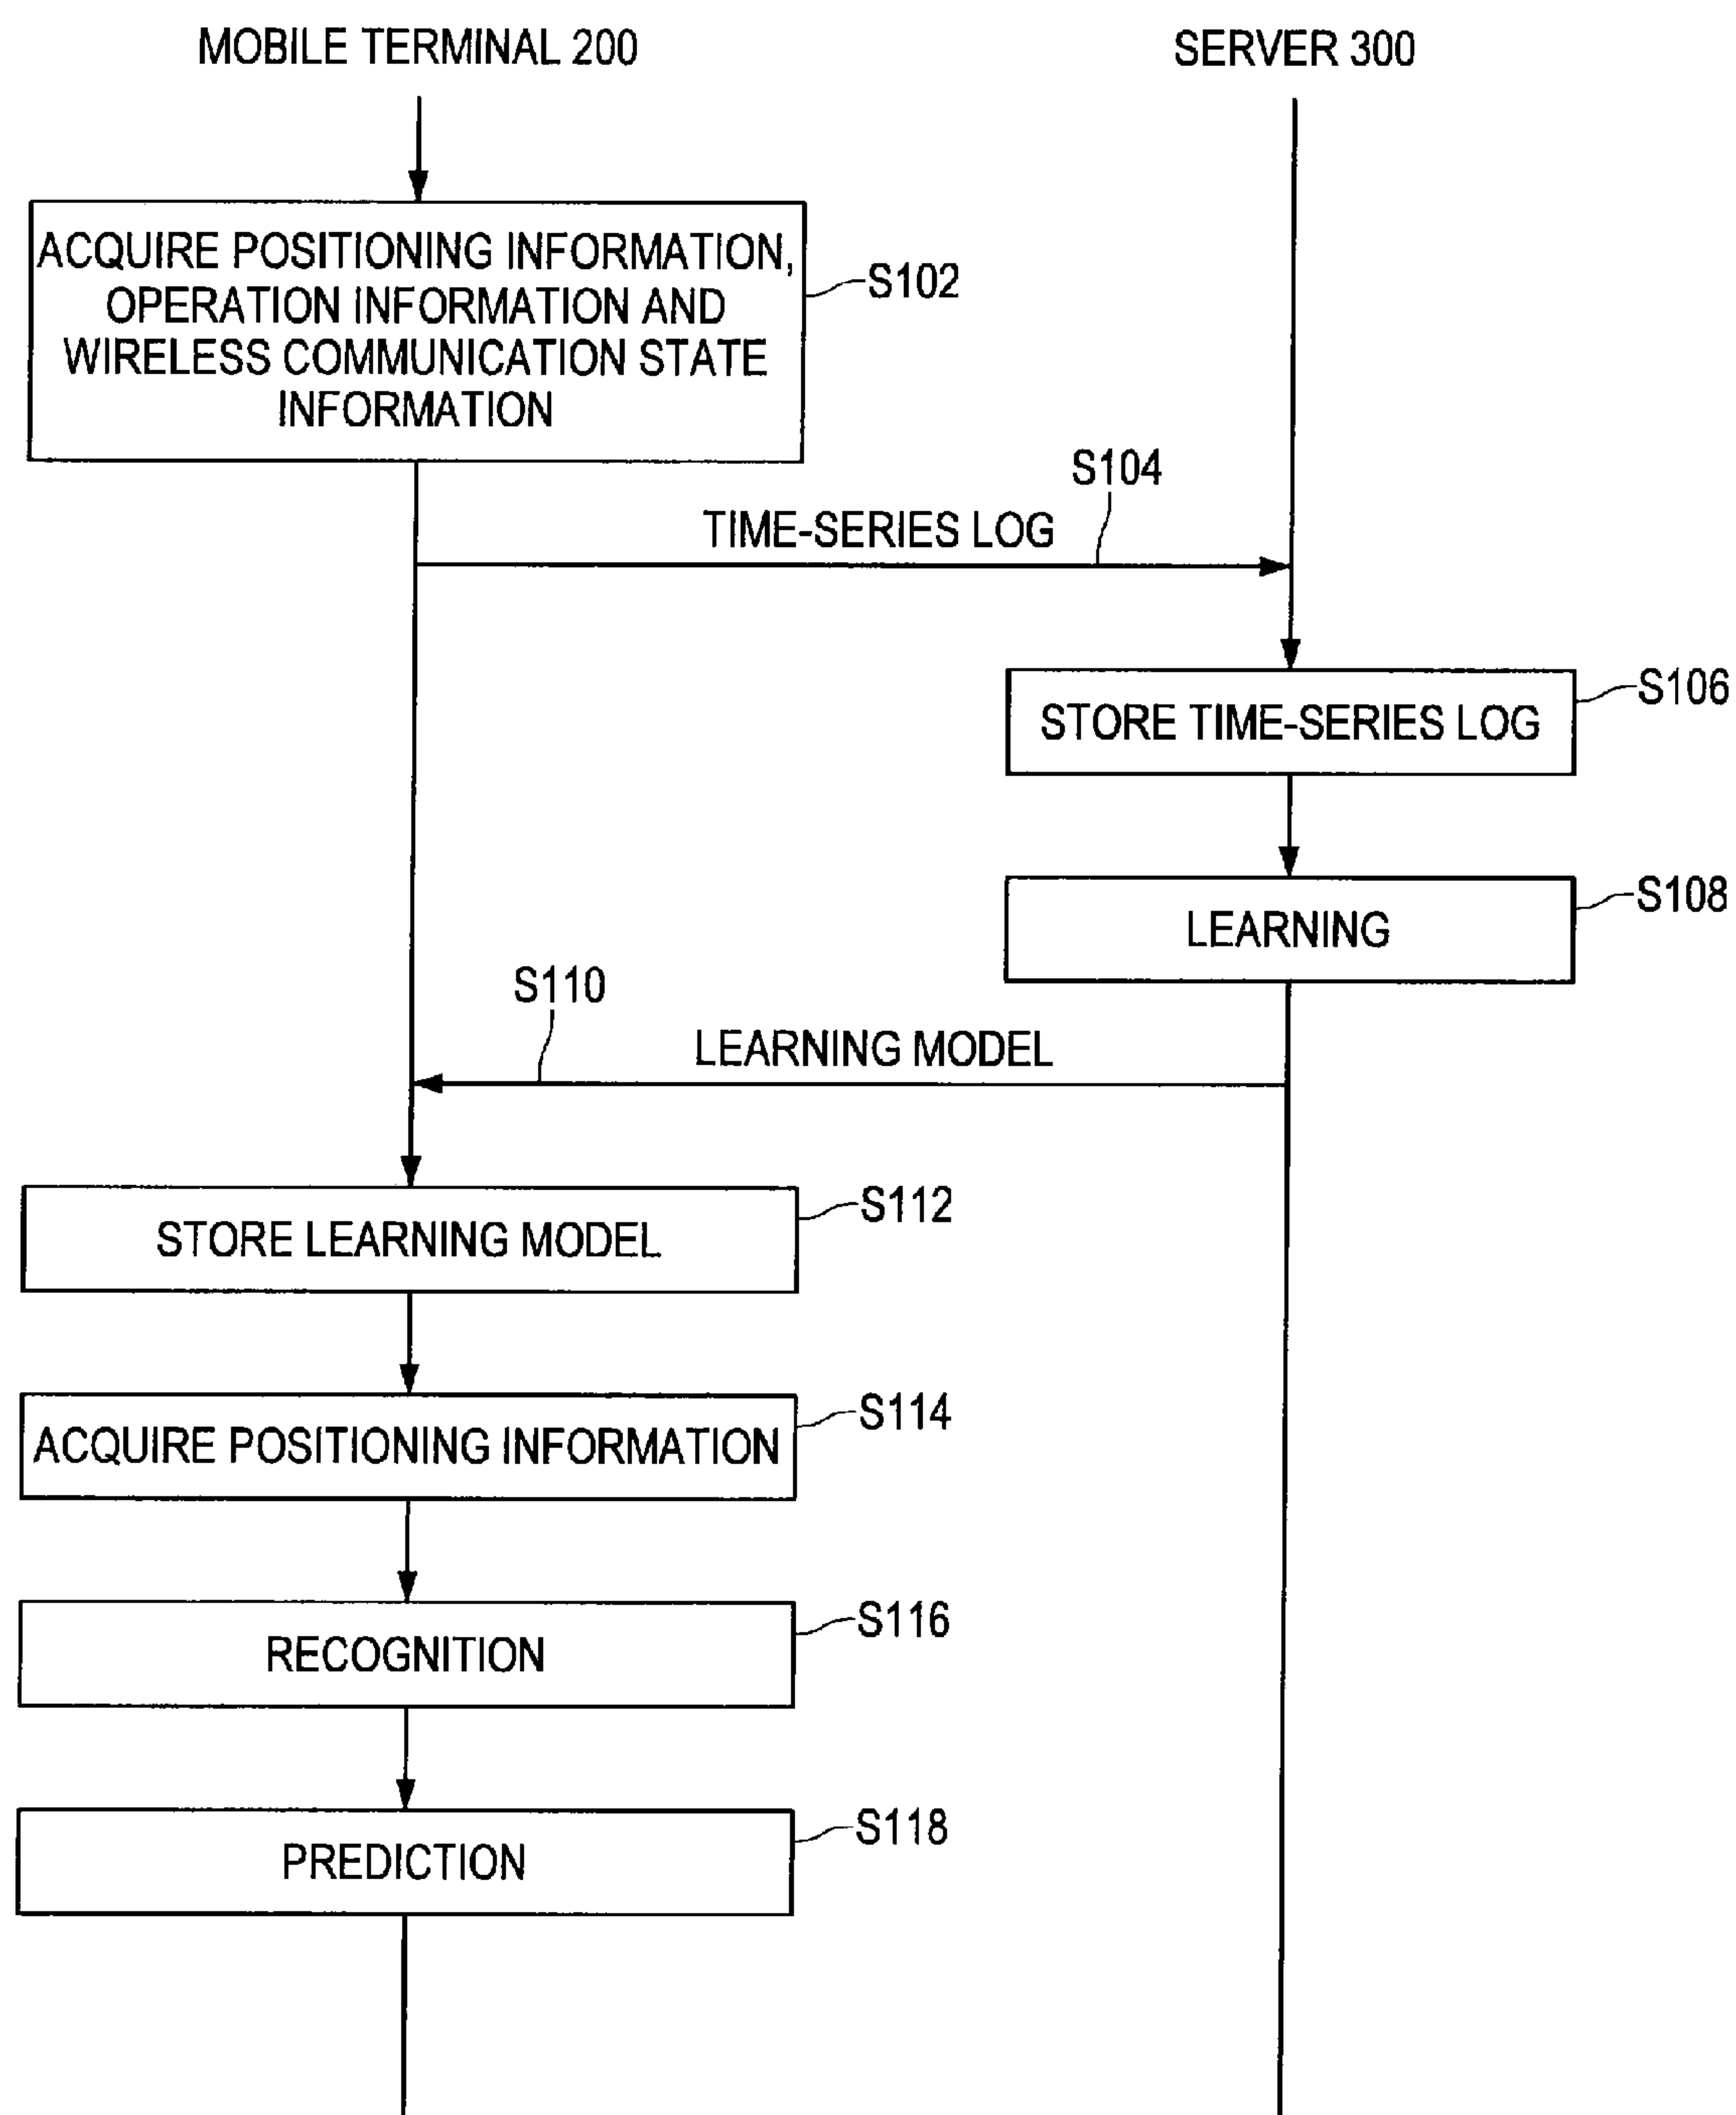 MOBILE TERMINAL 200
SERVER 300
ACQUIRE POSITIONING INFORMATION,
OPERATION INFORMATION AND
WIRELESS COMMUNICATION STATE
INFORMATION
S102
S104
TIME-SERIES LOG
STORE TIME-SERIES LOG
S106
LEARNING
S108
S110
LEARNING MODEL
STORE LEARNING MODEL
S112
ACQUIRE POSITIONING INFORMATION
S114
RECOGNITION
S116
PREDICTION
S118